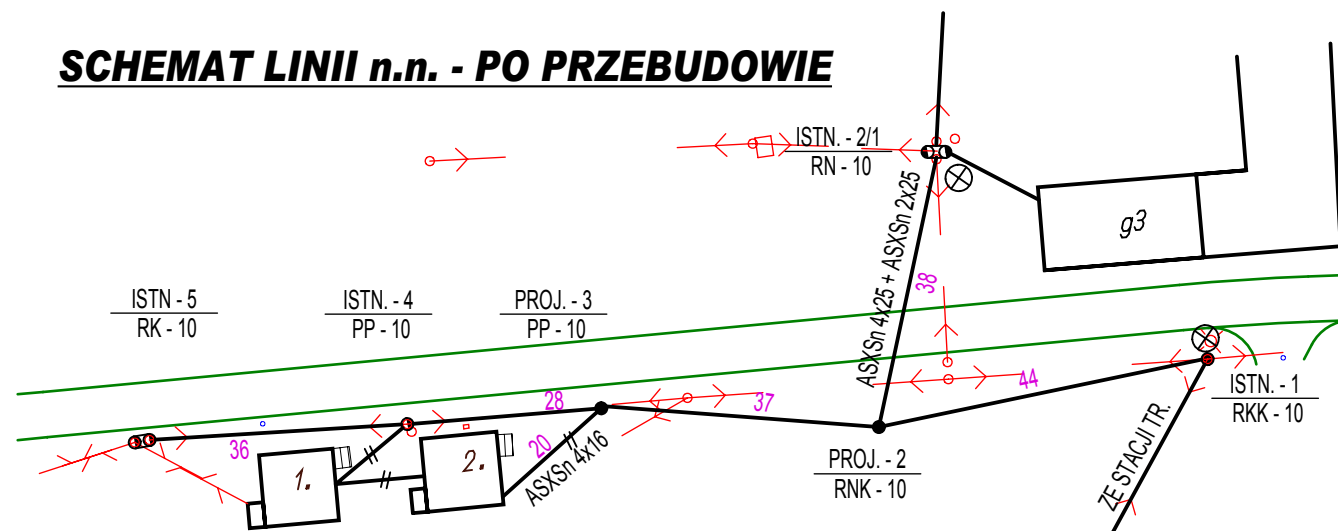 SCHEMAT LINII n.n. - PO PRZEBUDOWIE
ISTN. - 2/1
RN - 10
g3
ASXSn 4x25 + ASXSn 2x25
38
ISTN - 5
RK - 10
ISTN. - 4
PP - 10
PROJ. - 3
PP - 10
28
37
44
ISTN. - 1
RKK - 10
36
1.
2.
20
ASXSn 4x16
PROJ. - 2
RNK - 10
ZE STACJI TR.